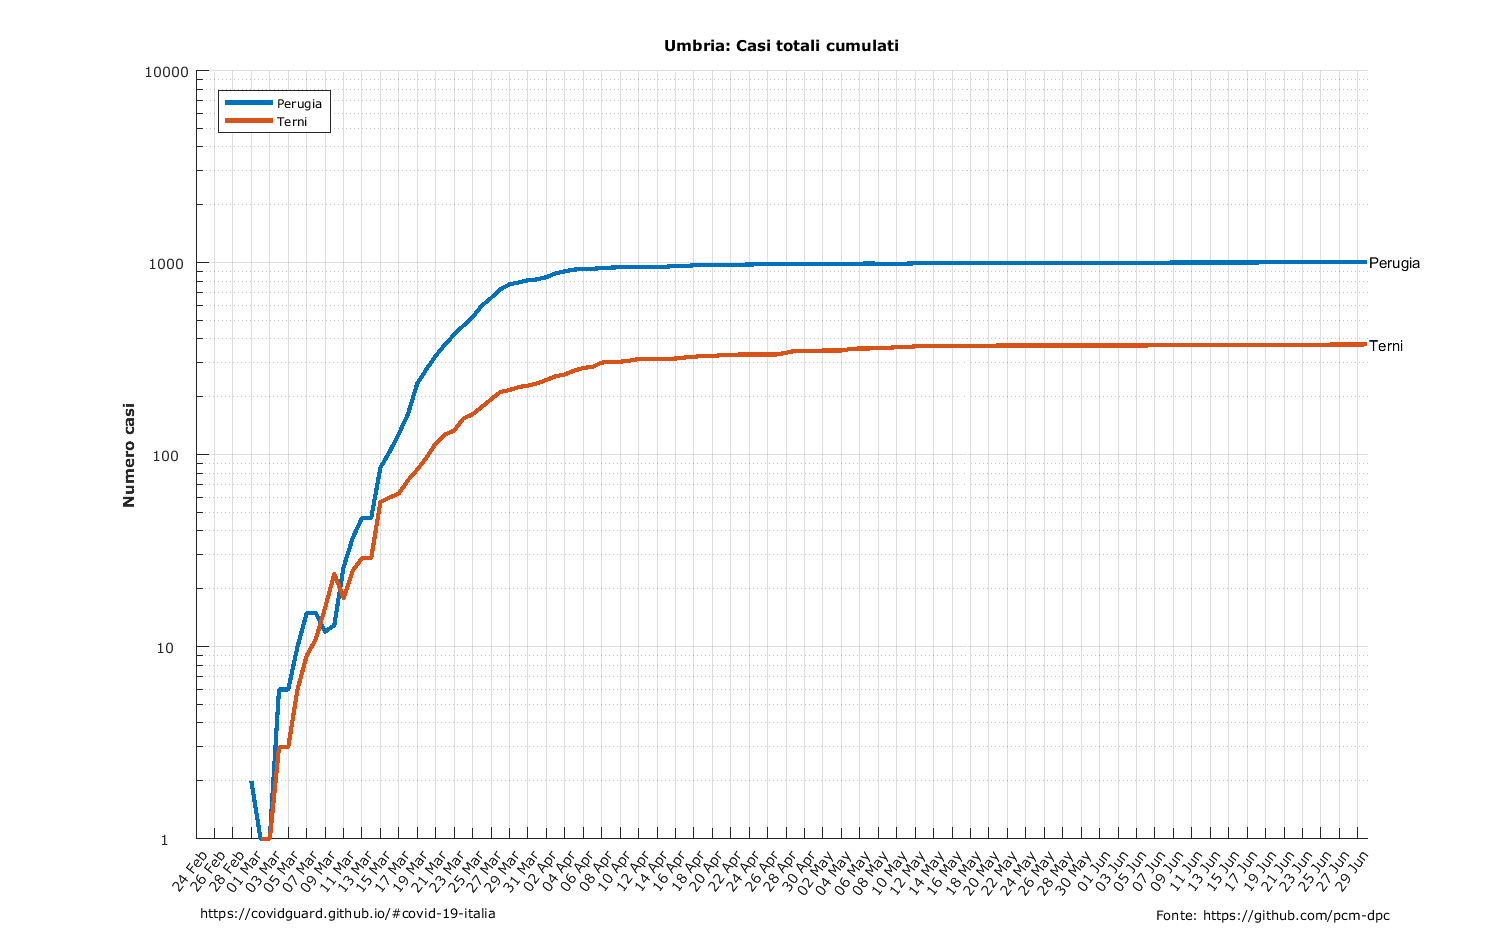 Umbria: Casi totali cumulati
10000
1000
100
10
1
Numero casi
Perugia
Terni
Perugia
Terni
24 Feb
26 Feb
28 Feb
01 Mar
03 Mar
05 Mar
07 Mar
09 Mar
11 Mar
13 Mar
15 Mar
17 Mar
19 Mar
21 Mar
23 Mar
25 Mar
27 Mar
29 Mar
31 Mar
02 Apr
04 Apr
06 Apr
08 Apr
10 Apr
12 Apr
14 Apr
16 Apr
18 Apr
20 Apr
22 Apr
24 Apr
26 Apr
28 Apr
30 Apr
02 May
04 May
06 May
08 May
10 May
12 May
14 May
16 May
18 May
20 May
22 May
24 May
26 May
28 May
30 May
01 Jun
03 Jun
05 Jun
07 Jun
09 Jun
11 Jun
13 Jun
15 Jun
17 Jun
19 Jun
21 Jun
23 Jun
25 Jun
27 Jun
29 Jun
https://covidguard.github.io/#covid-19-italia
Fonte: https://github.com/pcm-dpc